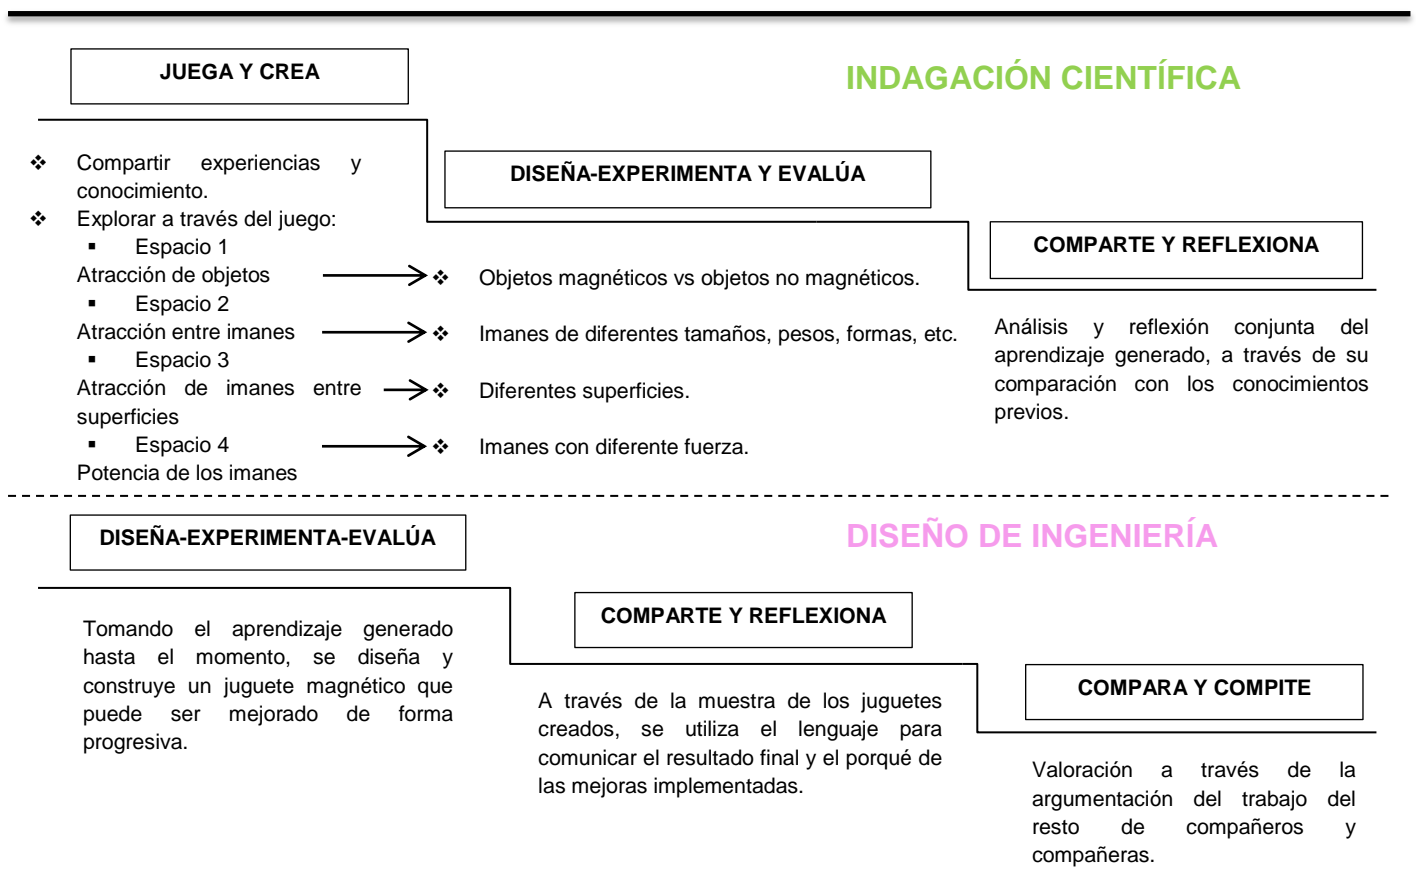 JUEGA Y CREA
INDAGACIÓN CIENTÍFICA
❖ Compartir experiencias y
conocimiento.
❖ Explorar a través del juego:
▪ Espacio 1
Atracción de objetos
▪ Espacio 2
Atracción entre imanes
▪ Espacio 3
Atracción de imanes entre
superficies
▪ Espacio 4
Potencia de los imanes
DISEÑA-EXPERIMENTA Y EVALÚA
❖ Objetos magnéticos vs objetos no magnéticos.
❖ Imanes de diferentes tamaños, pesos, formas, etc.
❖ Diferentes superficies.
❖ Imanes con diferente fuerza.
COMPARTE Y REFLEXIONA
Análisis y reflexión conjunta del
aprendizaje generado, a través de su
comparación con los conocimientos
previos.
DISEÑO DE INGENIERÍA
DISEÑA-EXPERIMENTA-EVALÚA
Tomando el aprendizaje generado
hasta el momento, se diseña y
construye un juguete magnético que
puede ser mejorado de forma
progresiva.
COMPARTE Y REFLEXIONA
A través de la muestra de los juguetes
creados, se utiliza el lenguaje para
comunicar el resultado final y el porqué de
las mejoras implementadas.
COMPARA Y COMPITE
Valoración a través de la
argumentación del trabajo del
resto de compañeros y
compañeras.